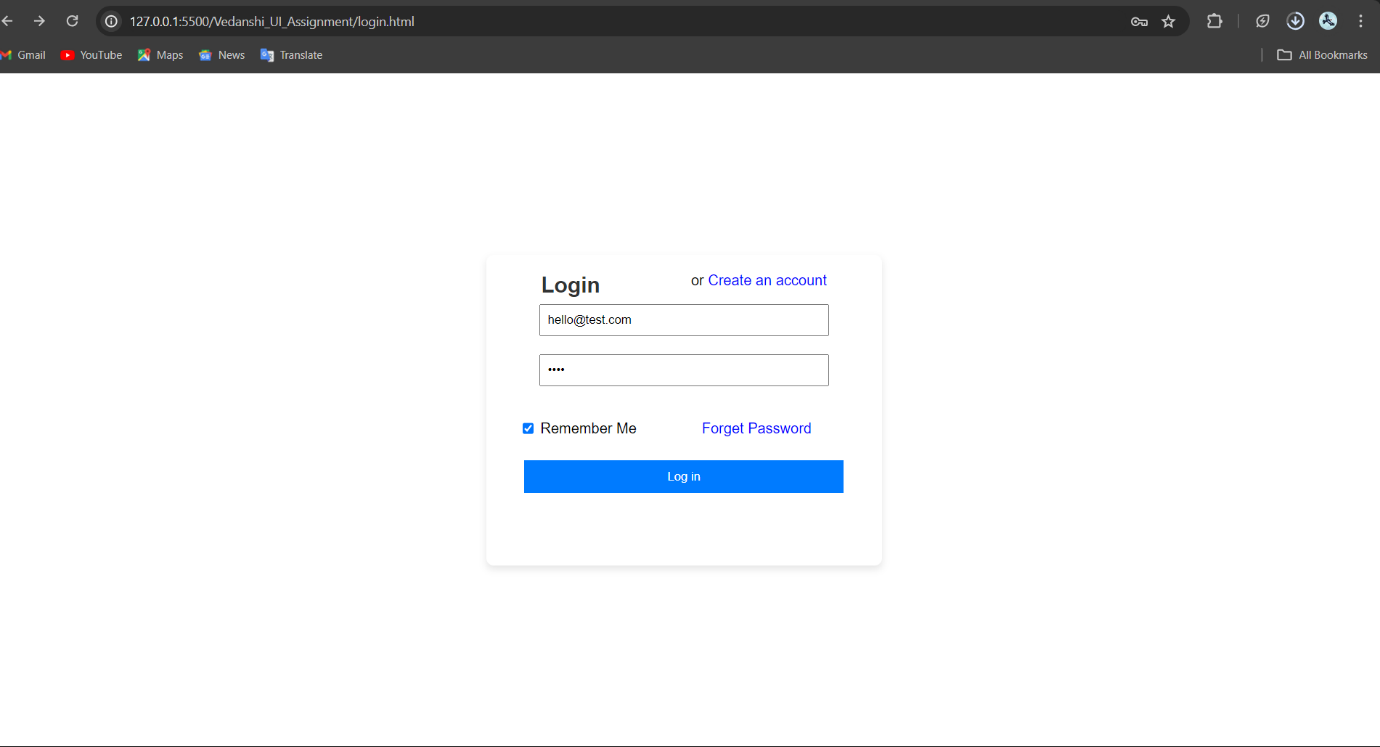 127.0.0.1:5500/Vedanshi_UI_Assignment/login.html
Gmail YouTube Maps News Translate All Bookmarks
Login or Create an account
hello@test.com
••••
Remember Me Forget Password
Log in